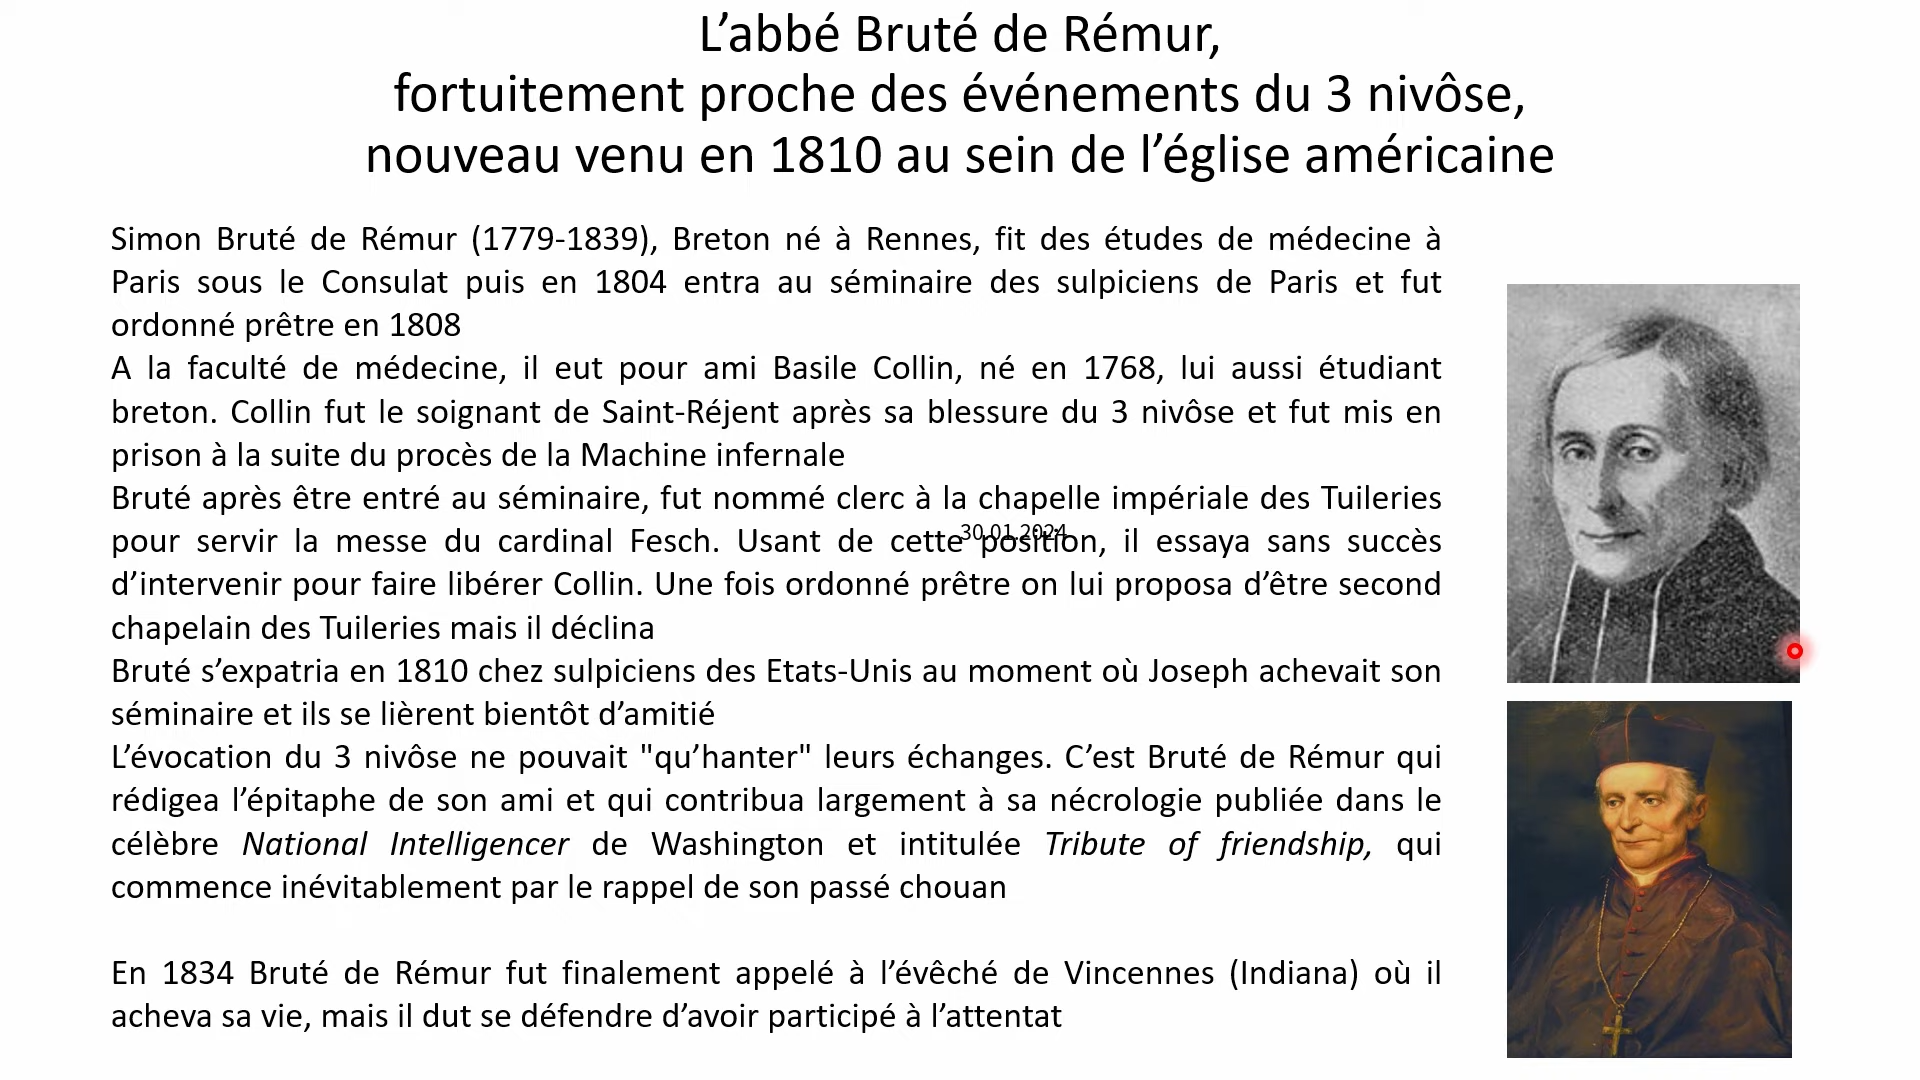 L’abbé Bruté de Rémur,
fortuitement proche des événements du 3 nivôse,
nouveau venu en 1810 au sein de l’église américaine
Simon Bruté de Rémur (1779-1839), Breton né à Rennes, fit des études de médecine à
Paris sous le Consulat puis en 1804 entra au séminaire des sulpiciens de Paris et fut
ordonné prêtre en 1808
A la faculté de médecine, il eut pour ami Basile Collin, né en 1768, lui aussi étudiant
breton. Collin fut le soignant de Saint-Réjent après sa blessure du 3 nivôse et fut mis en
prison à la suite du procès de la Machine infernale
Bruté après être entré au séminaire, fut nommé clerc à la chapelle impériale des Tuileries
pour servir la messe du cardinal Fesch. Usant de cette position, il essaya sans succès
30.01.2024
d’intervenir pour faire libérer Collin. Une fois ordonné prêtre on lui proposa d’être second
chapelain des Tuileries mais il déclina
Bruté s’expatria en 1810 chez sulpiciens des Etats-Unis au moment où Joseph achevait son
séminaire et ils se lièrent bientôt d’amitié
L’évocation du 3 nivôse ne pouvait "qu’hanter" leurs échanges. C’est Bruté de Rémur qui
rédigea l’épitaphe de son ami et qui contribua largement à sa nécrologie publiée dans le
célèbre National Intelligencer de Washington et intitulée Tribute of friendship, qui
commence inévitablement par le rappel de son passé chouan
En 1834 Bruté de Rémur fut finalement appelé à l’évêché de Vincennes (Indiana) où il
acheva sa vie, mais il dut se défendre d’avoir participé à l’attentat